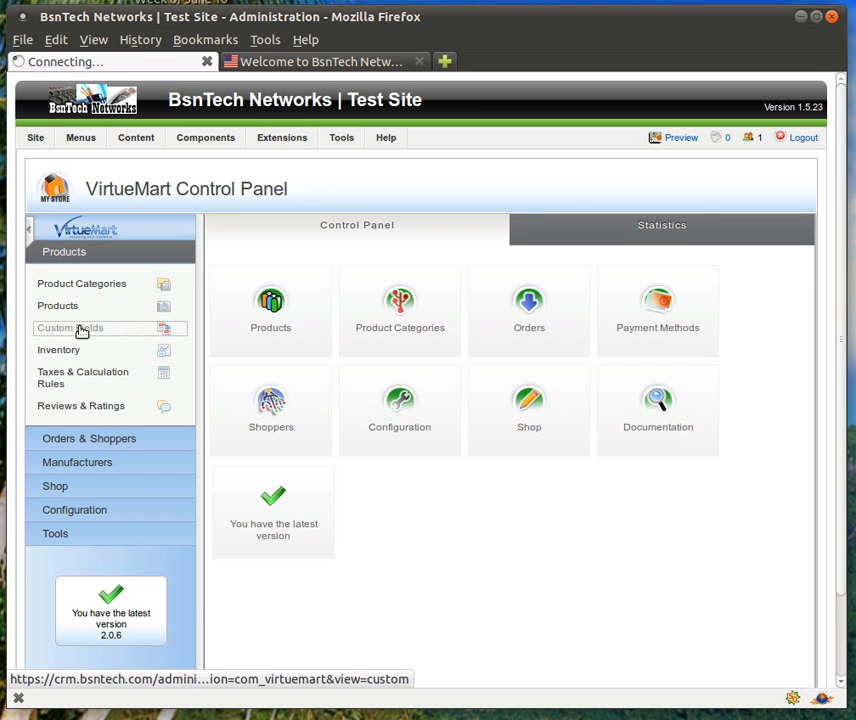 BsnTech Networks | Test Site - Administration - Mozilla Firefox
File Edit View History Bookmarks Tools Help
Connecting...
Welcome to BsnTech Netw...
BsnTech Networks
BsnTech Networks | Test Site
Version 1.5.23
Site Menus Content Components Extensions Tools Help
Preview 0 1 Logout
MY STORE
VirtueMart Control Panel
VirtueMart
Control Panel
Statistics
Products
Product Categories
Products
Custom Fields
Inventory
Taxes & Calculation
Rules
Reviews & Ratings
Orders & Shoppers
Manufacturers
Shop
Configuration
Tools
You have the latest
version
2.0.6
Products
Product Categories
Orders
Payment Methods
Shoppers
Configuration
Shop
Documentation
You have the latest
version
https://crm.bsntech.com/admini...ion=com_virtuemart&view=custom